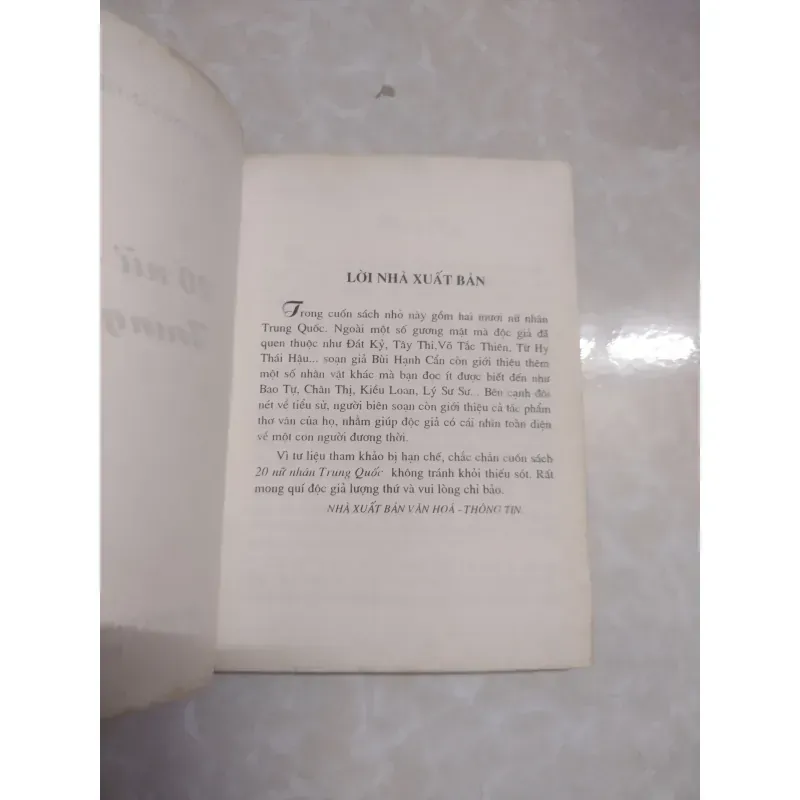 LỜI NHÀ XUẤT BẢN
Trong cuốn sách nhỏ này gồm hai mươi nữ nhân
Trung Quốc. Ngoài một số gương mặt mà độc giả đã
quen thuộc như Đát Kỷ, Tây Thi,Võ Tắc Thiên, Từ Hy
Thái Hậu... soạn giả Bùi Hạnh Cẩn còn giới thiệu thêm
một số nhân vật khác mà bạn đọc ít được biết đến như
Bao Tự, Chân Thị, Kiều Loan, Lý Sư Sư... Bên cạnh đôi
nét về tiểu sử, người biên soạn còn giới thiệu cả tác phẩm
thơ văn của họ, nhằm giúp độc giả có cái nhìn toàn diện
về một con người đương thời.
Vì tư liệu tham khảo bị hạn chế, chắc chắn cuốn sách
20 nữ nhân Trung Quốc không tránh khỏi thiếu sót. Rất
mong quí độc giả lượng thứ và vui lòng chỉ bảo.
NHÀ XUẤT BẢN VĂN HOÁ - THÔNG TIN
20 nữ
Trung